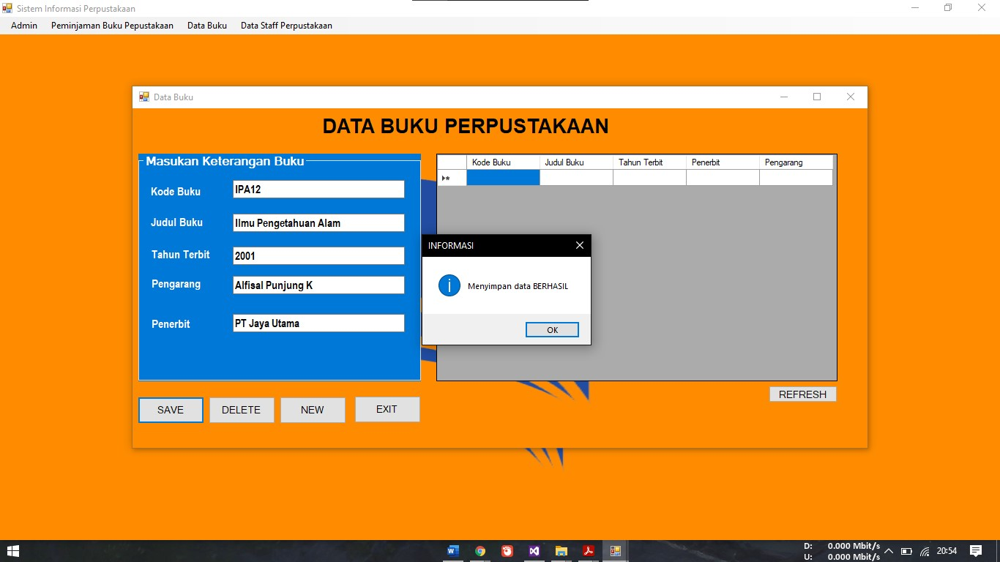 Sistem Informasi Perpustakaan
Admin Peminjaman Buku Pepustakaan Data Buku Data Staff Perpustakaan
Data Buku
DATA BUKU PERPUSTAKAAN
Masukan Keterangan Buku
Kode Buku IPA12
Judul Buku Ilmu Pengetahuan Alam
Tahun Terbit 2001
Pengarang Alfisal Punjung K
Penerbit PT Jaya Utama
Kode Buku Judul Buku Tahun Terbit Penerbit Pengarang
INFORMASI
Menyimpan data BERHASIL
OK
REFRESH
SAVE DELETE NEW EXIT
D: 0.000 Mbit/s
U: 0.000 Mbit/s
20:54